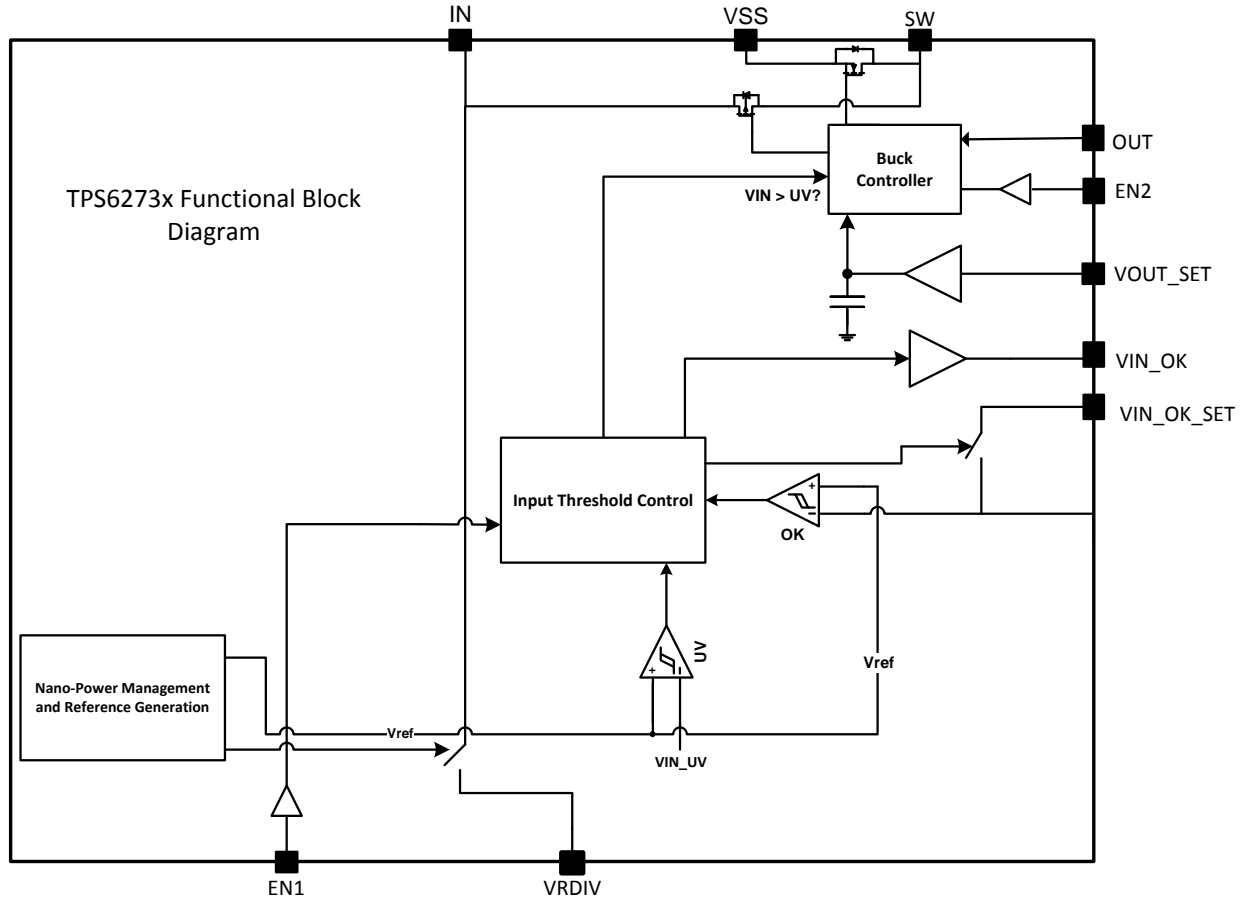 IN
VSS
SW
TPS6273x Functional Block
Diagram
Buck
Controller
OUT
EN2
VIN > UV?
VOUT_SET
VIN_OK
VIN_OK_SET
Input Threshold Control
+
–
OK
UV
+
–
Vref
Nano-Power Management
and Reference Generation
Vref
VIN_UV
EN1
VRDIV